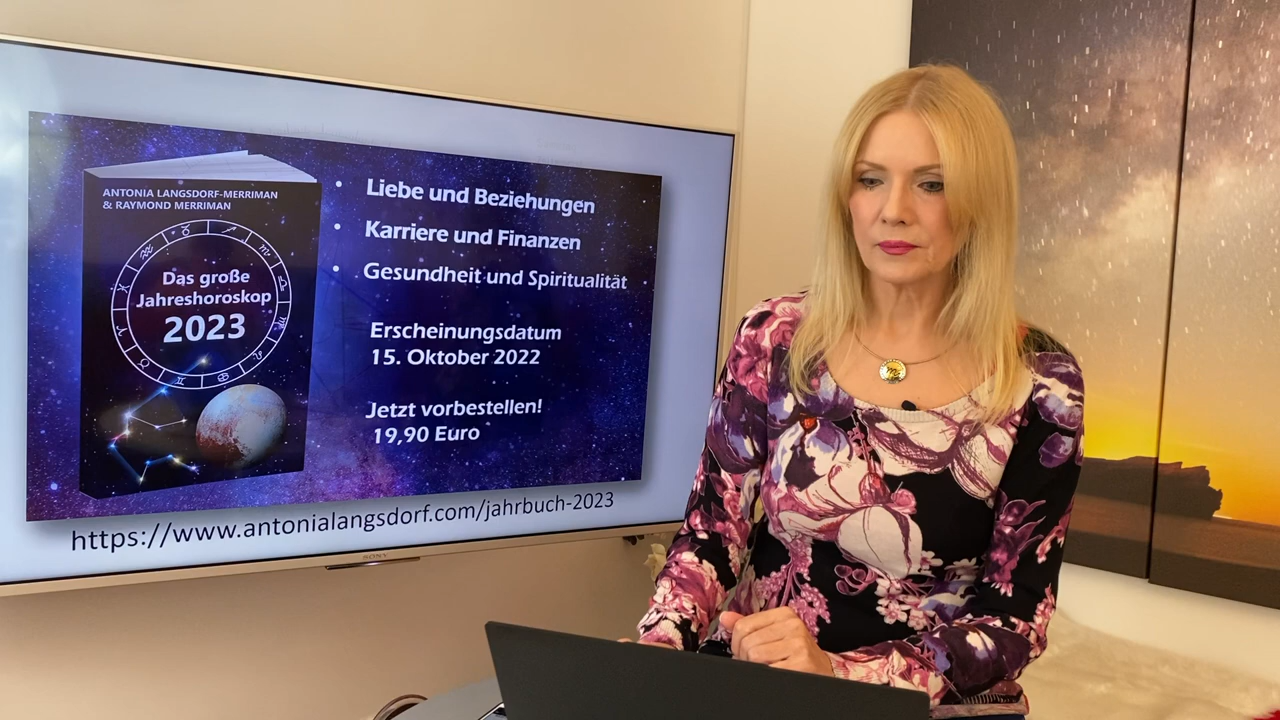 ANTONIA LANGSDORF-MERRIMAN
& RAYMOND MERRIMAN
Das große
Jahreshoroskop
2023
• Liebe und Beziehungen
• Karriere und Finanzen
• Gesundheit und Spiritualität
Erscheinungsdatum
15. Oktober 2022
Jetzt vorbestellen!
19,90 Euro
https://www.antonialangsdorf.com/jahrbuch-2023
SONY